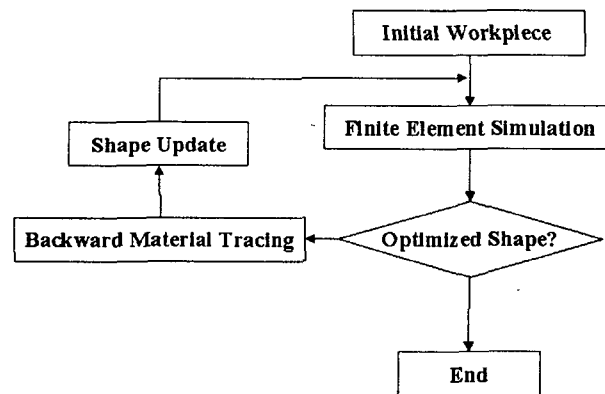 Initial Workpiece
Finite Element Simulation
Shape Update
Backward Material Tracing
Optimized Shape?
End